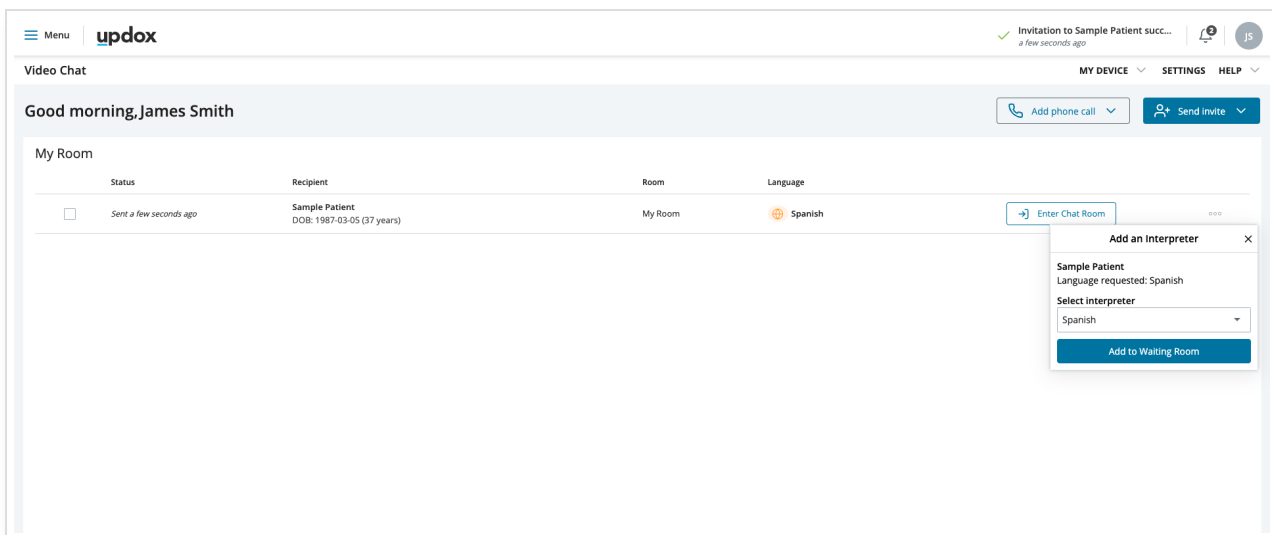 Menu
updox
Invitation to Sample Patient succ...
a few seconds ago
2
JS
Video Chat
MY DEVICE
SETTINGS
HELP
Good morning, James Smith
Add phone call
Send invite
My Room
Status
Recipient
Room
Language
Sent a few seconds ago
Sample Patient
DOB: 1987-03-05 (37 years)
My Room
Spanish
Enter Chat Room
Add an Interpreter
Sample Patient
Language requested: Spanish
Select interpreter
Spanish
Add to Waiting Room